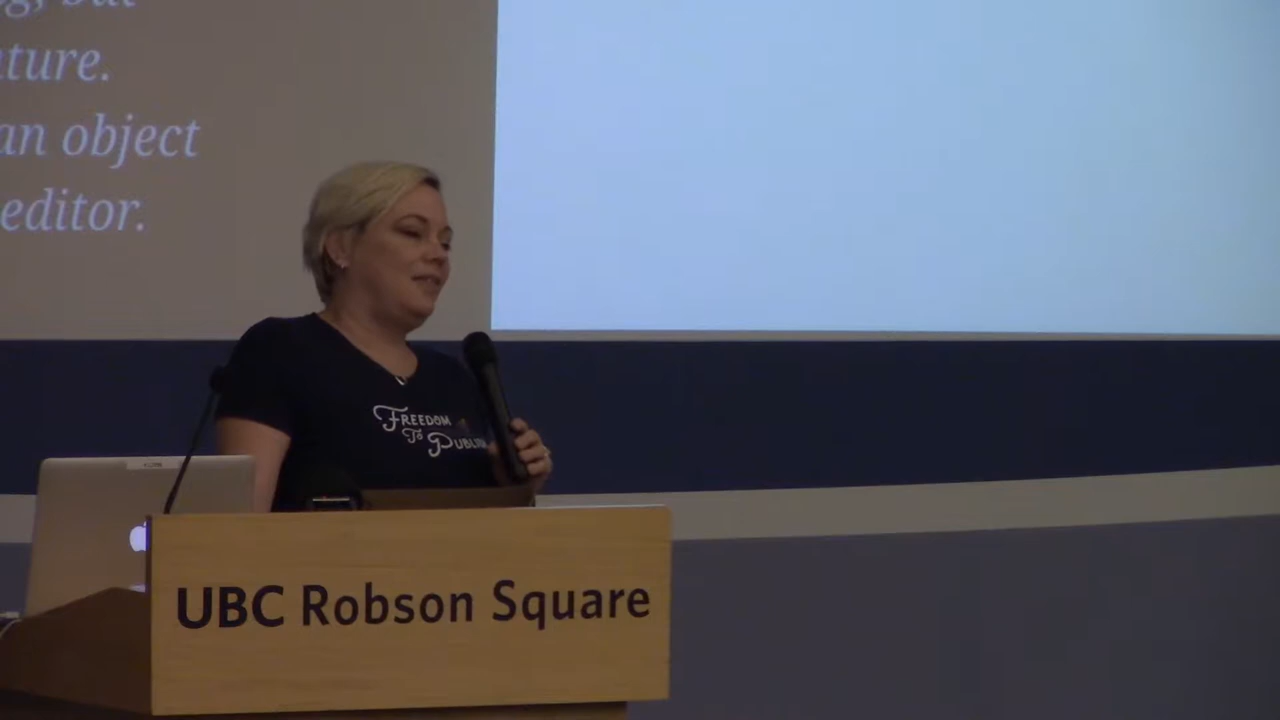 ture.
an object
editor.
FREEDOM
TO PUBLISH
UBC Robson Square